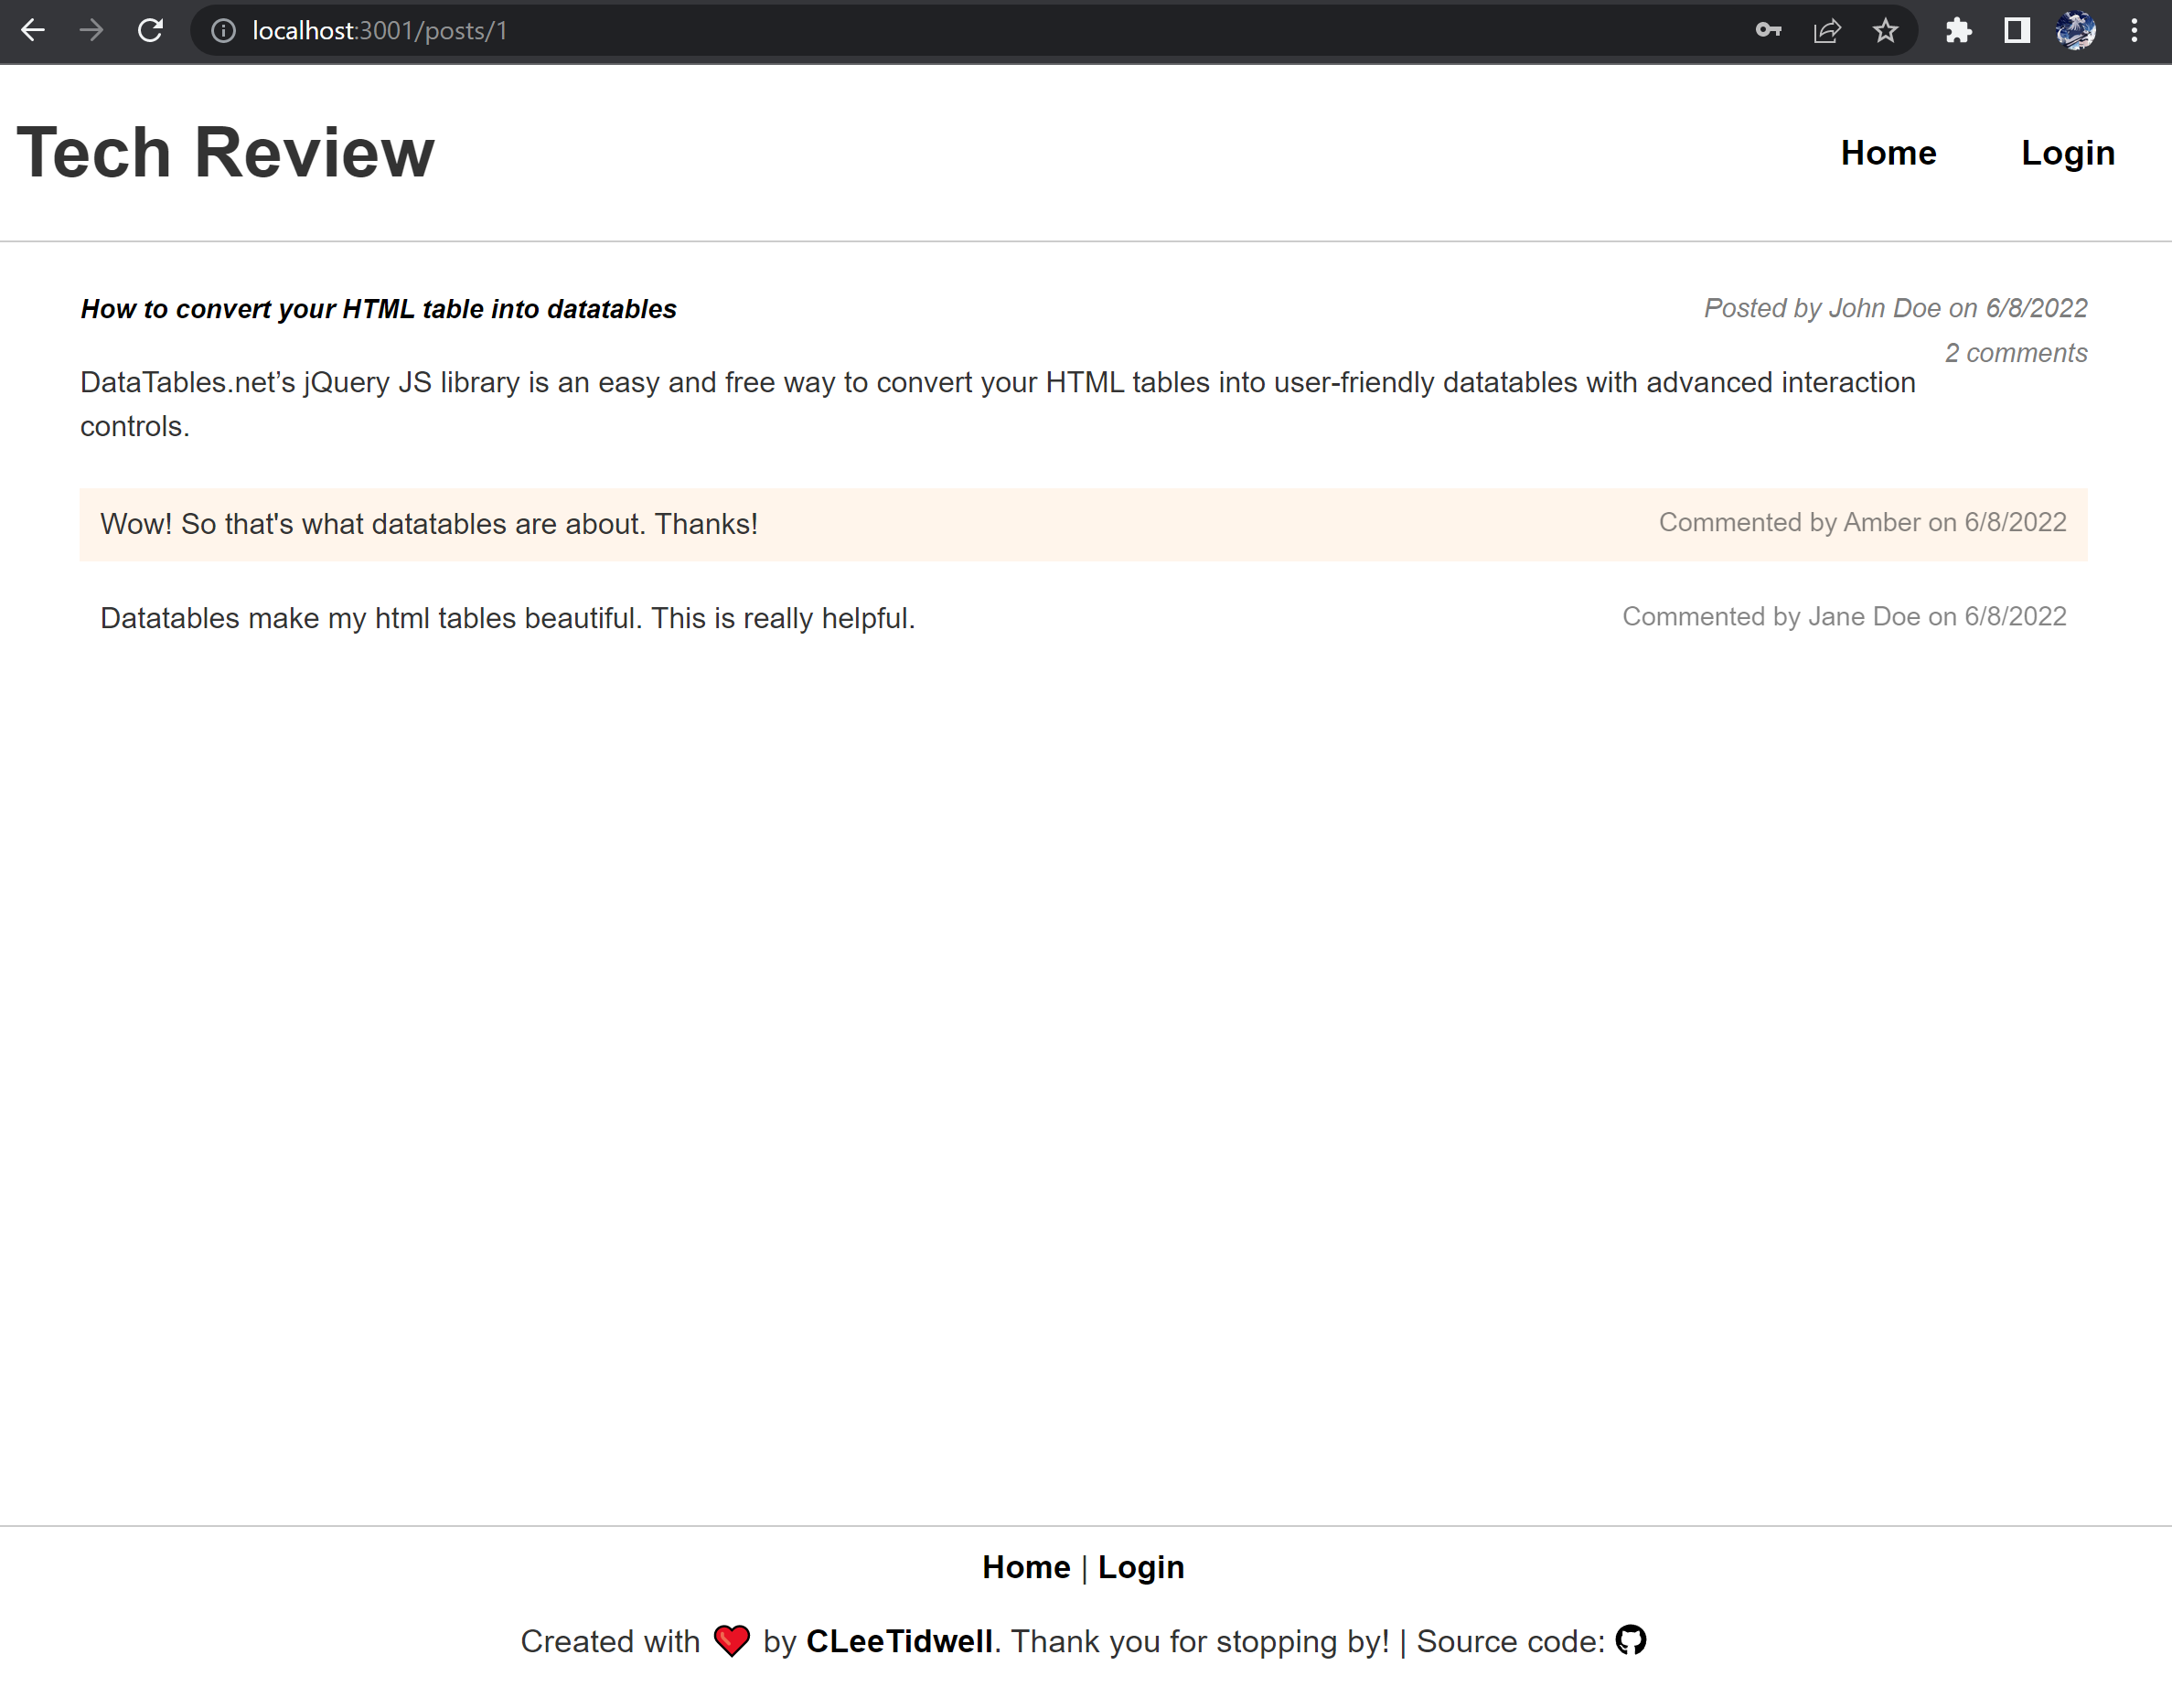 localhost:3001/posts/1
Tech Review
Home Login
How to convert your HTML table into datatables
Posted by John Doe on 6/8/2022
2 comments
DataTables.net’s jQuery JS library is an easy and free way to convert your HTML tables into user-friendly datatables with advanced interaction
controls.
Wow! So that's what datatables are about. Thanks!
Commented by Amber on 6/8/2022
Datatables make my html tables beautiful. This is really helpful.
Commented by Jane Doe on 6/8/2022
Home | Login
Created with ❤️ by CLeeTidwell. Thank you for stopping by! | Source code: